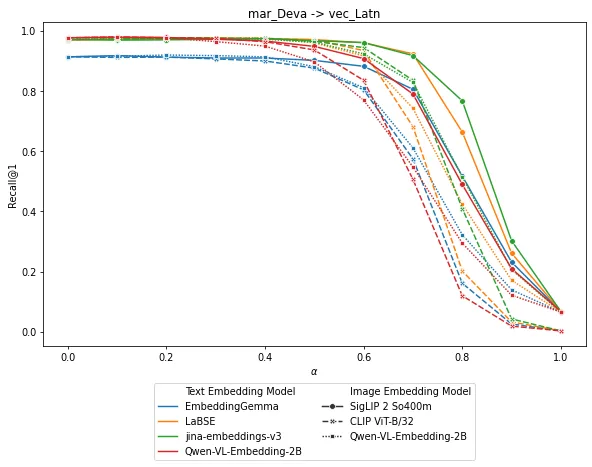 mar_Deva -> vec_Latn
Recall@1
1.0
0.8
0.6
0.4
0.2
0.0
0.0 0.2 0.4 0.6 0.8 1.0
α
Text Embedding Model
EmbeddingGemma
LaBSE
jina-embeddings-v3
Qwen-VL-Embedding-2B
Image Embedding Model
SigLIP 2 So400m
CLIP ViT-B/32
Qwen-VL-Embedding-2B